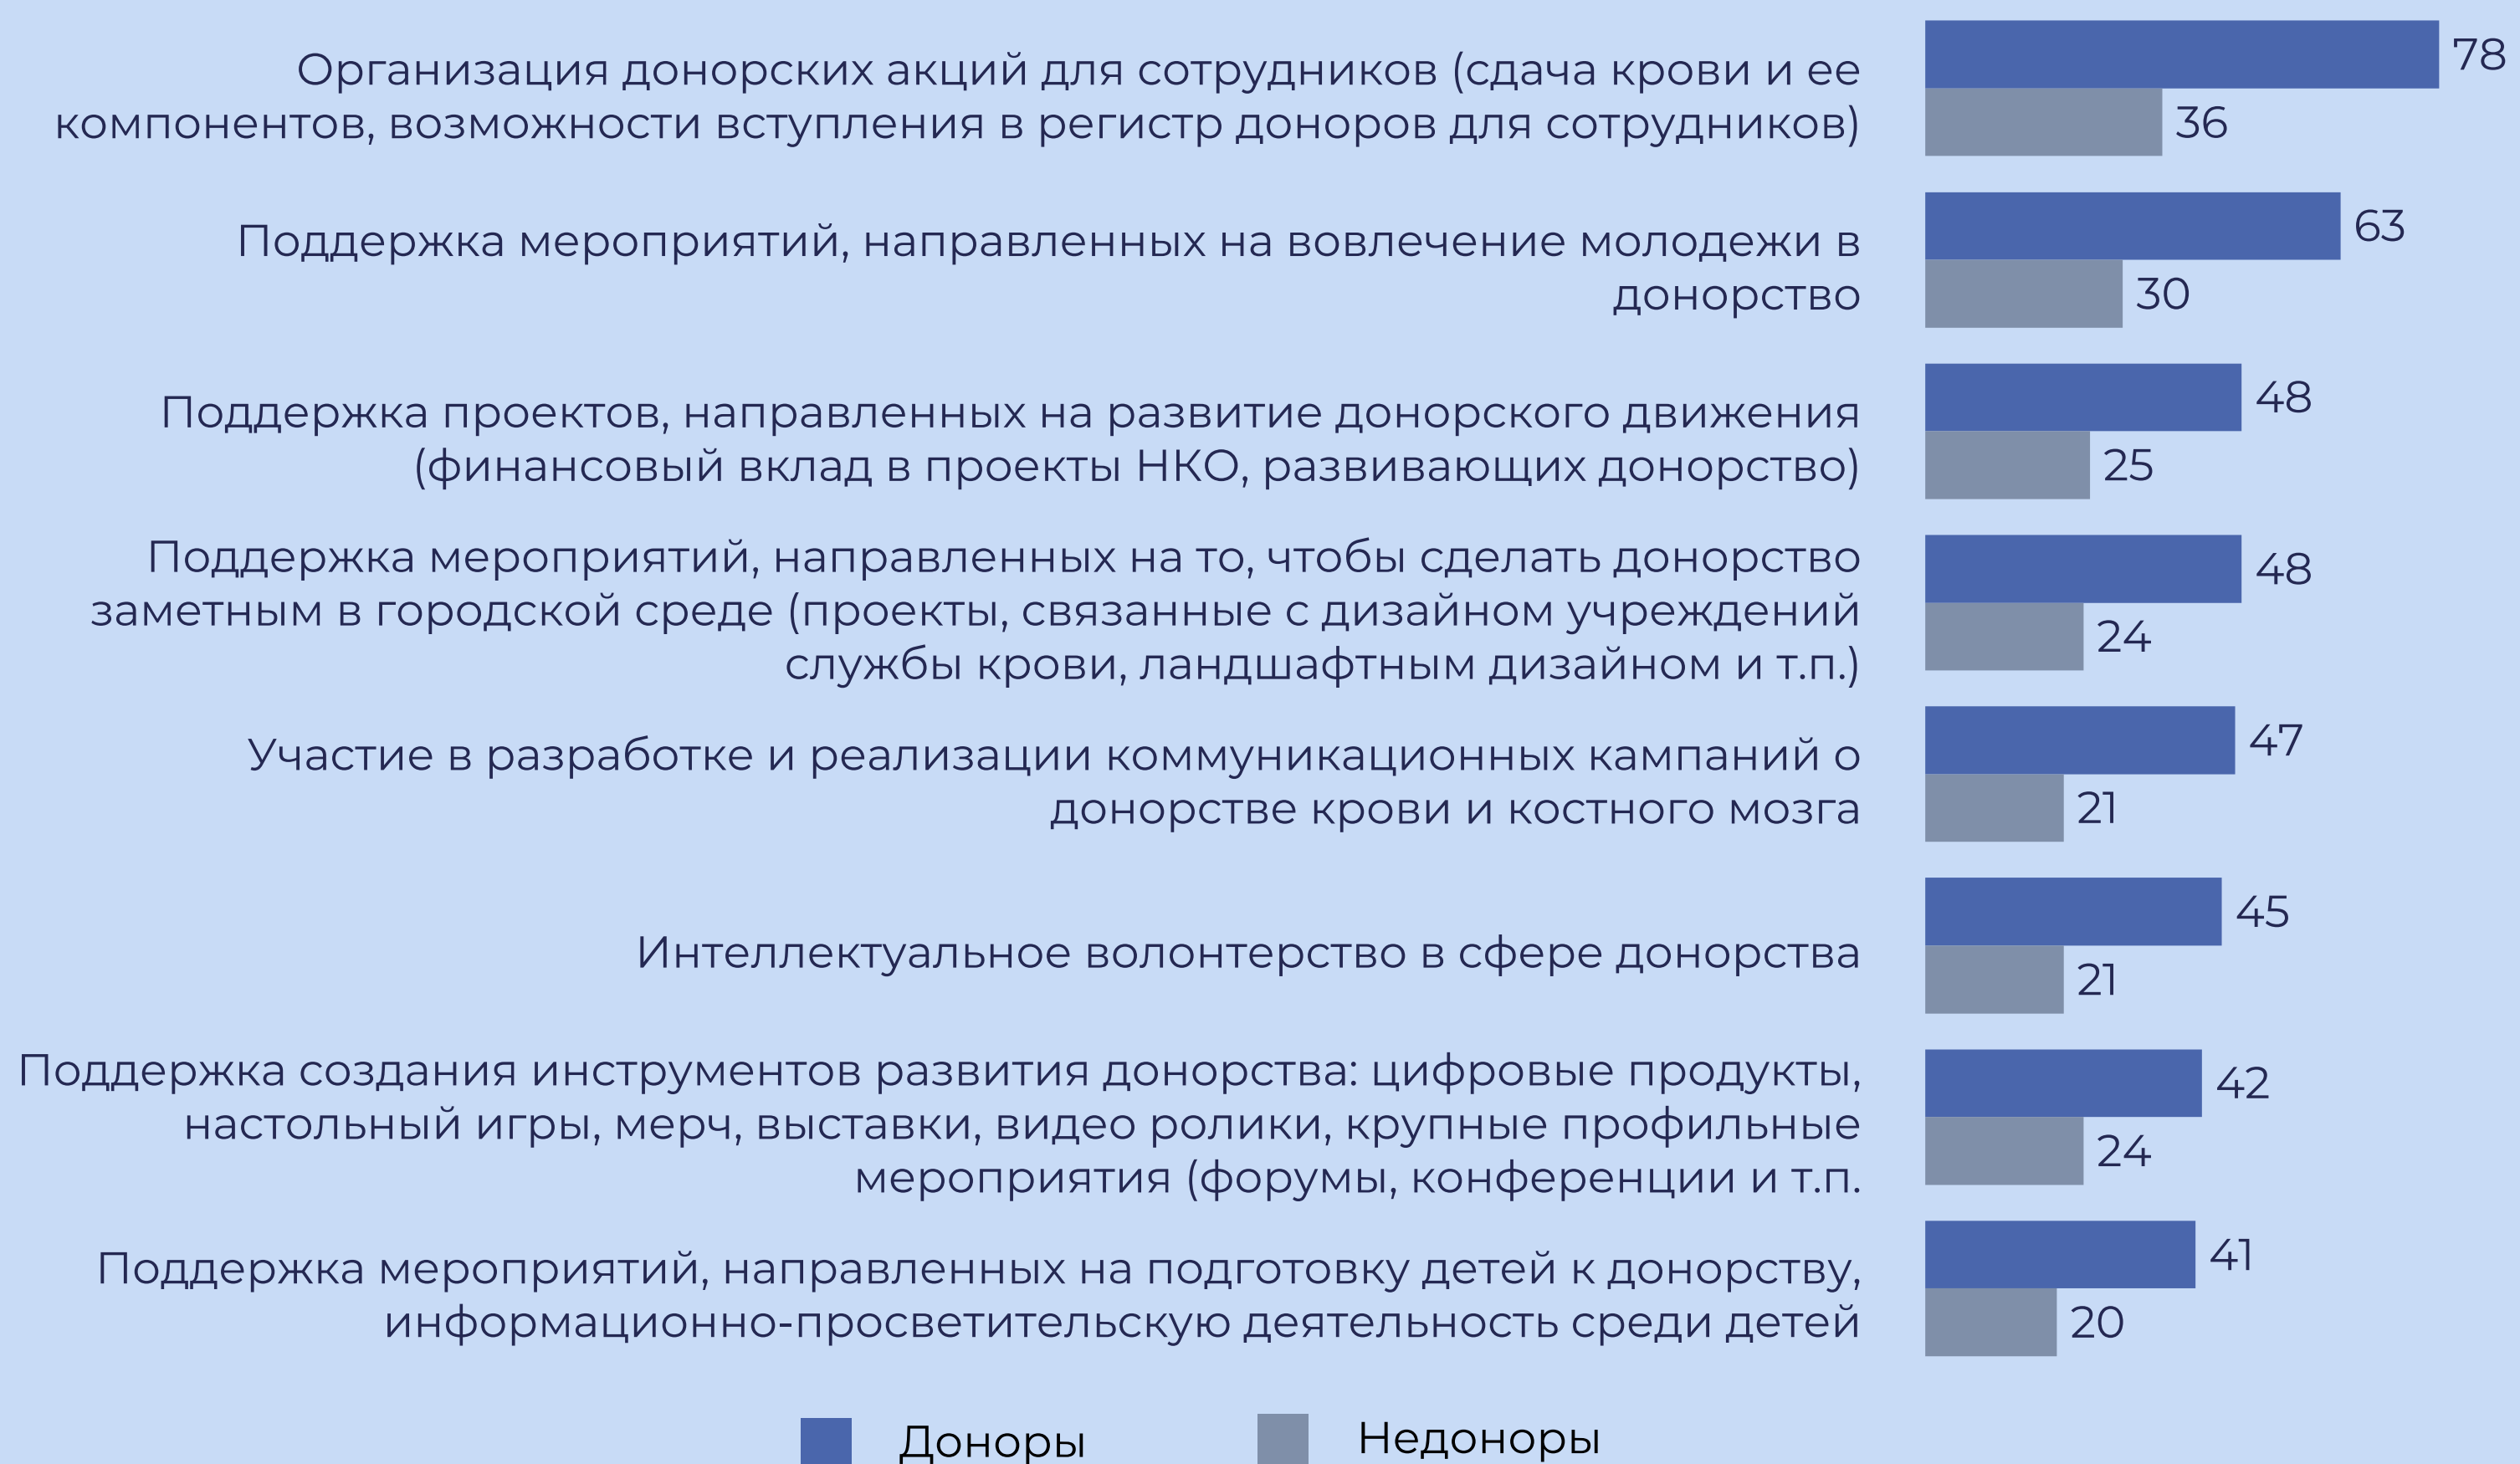 Организация донорских акций для сотрудников (сдача крови и ее
компонентов, возможности вступления в регистр доноров для сотрудников)
78
36
Поддержка мероприятий, направленных на вовлечение молодежи в
донорство
63
30
Поддержка проектов, направленных на развитие донорского движения
(финансовый вклад в проекты НКО, развивающих донорство)
48
25
Поддержка мероприятий, направленных на то, чтобы сделать донорство
заметным в городской среде (проекты, связанные с дизайном учреждений
службы крови, ландшафтным дизайном и т.п.)
48
24
Участие в разработке и реализации коммуникационных кампаний о
донорстве крови и костного мозга
47
21
Интеллектуальное волонтерство в сфере донорства
45
21
Поддержка создания инструментов развития донорства: цифровые продукты,
настольный игры, мерч, выставки, видео ролики, крупные профильные
мероприятия (форумы, конференции и т.п.
42
24
Поддержка мероприятий, направленных на подготовку детей к донорству,
информационно-просветительскую деятельность среди детей
41
20
Доноры
Недоноры